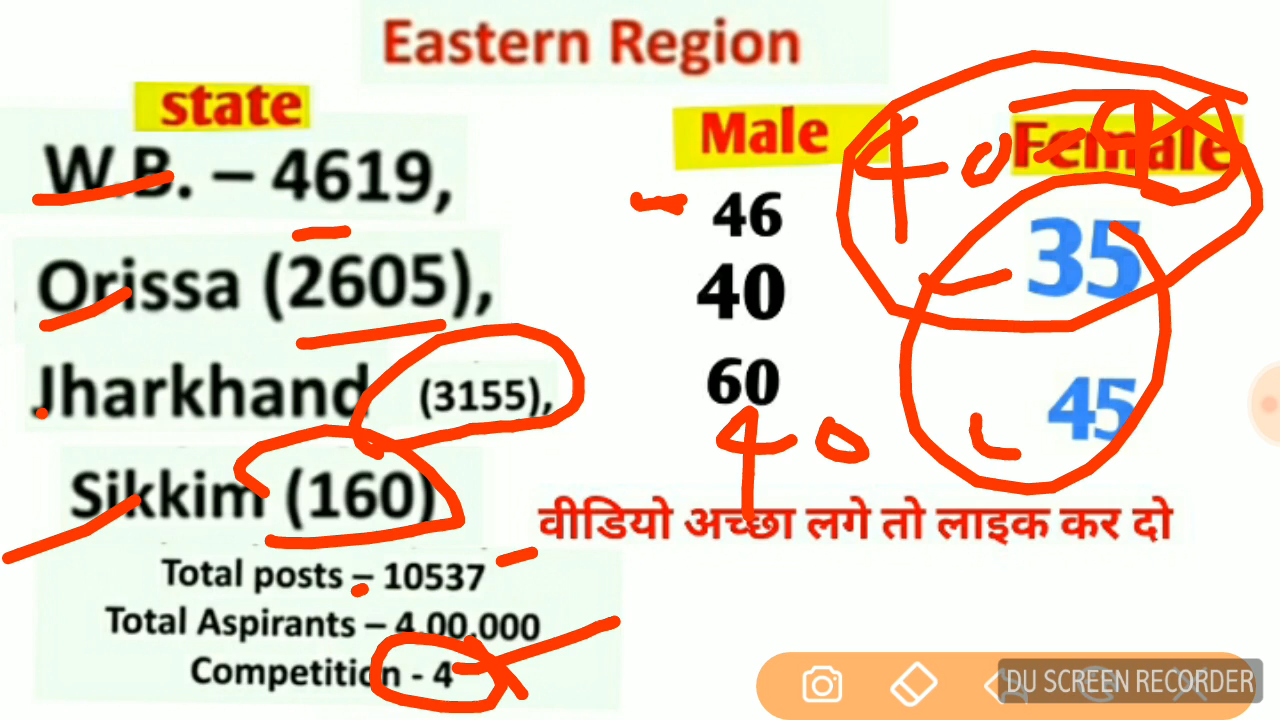 Eastern Region
state Male Female
W.B. – 4619, 46 35
Orissa (2605), 40
Jharkhand (3155), 60 45
40
Sikkim (160)
वीडियो अच्छा लगे तो लाइक कर दो
Total posts – 10537
Total Aspirants – 4,00,000
Competition - 4
DU SCREEN RECORDER